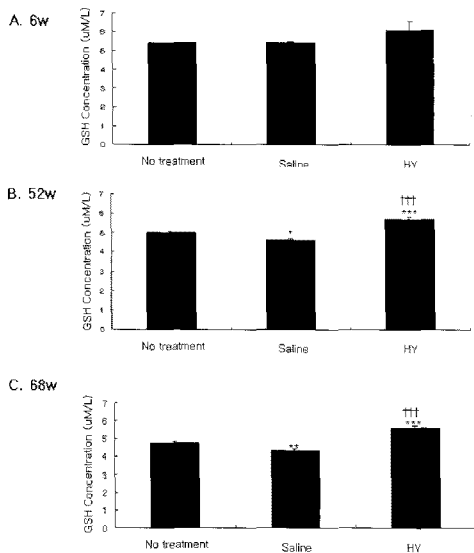 A. 6w
GSH Concentration (uM/L)
7
6
5
4
3
2
1
0
No treatment
Saline
HY
B. 52w
GSH Concentration (uM/L)
7
6
5
4
3
2
1
0
*
†††
***
No treatment
Saline
HY
C. 68w
GSH Concentration (uM/L)
7
6
5
4
3
2
1
0
**
†††
***
No treatment
Saline
HY